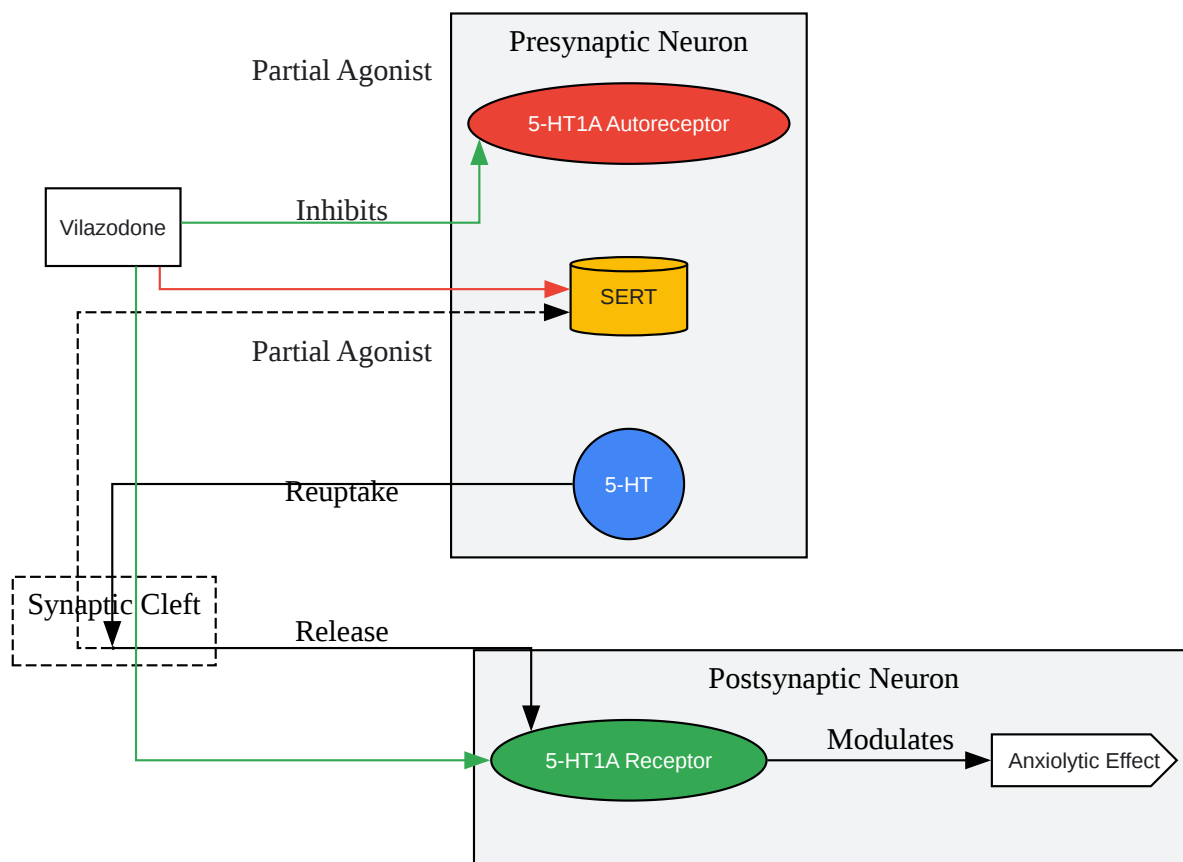 Presynaptic Neuron
Partial Agonist
5-HT1A Autoreceptor
Inhibits
Vilazodone
SERT
Partial Agonist
5-HT
Reuptake
Synaptic Cleft
Release
Postsynaptic Neuron
Modulates
5-HT1A Receptor
Anxiolytic Effect